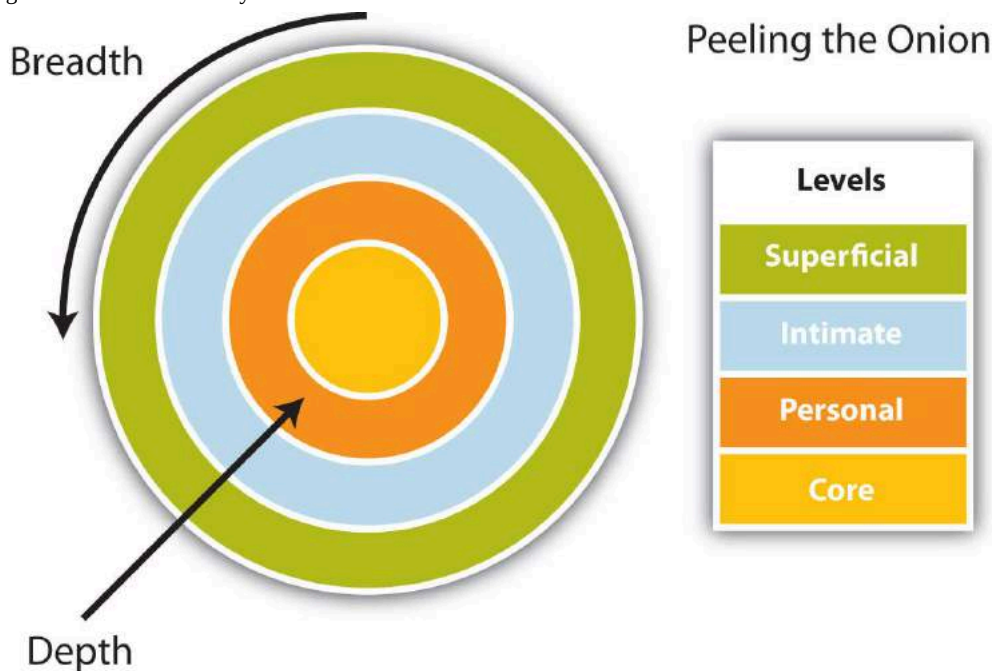 Breadth
Peeling the Onion
Levels
Superficial
Intimate
Personal
Core
Depth